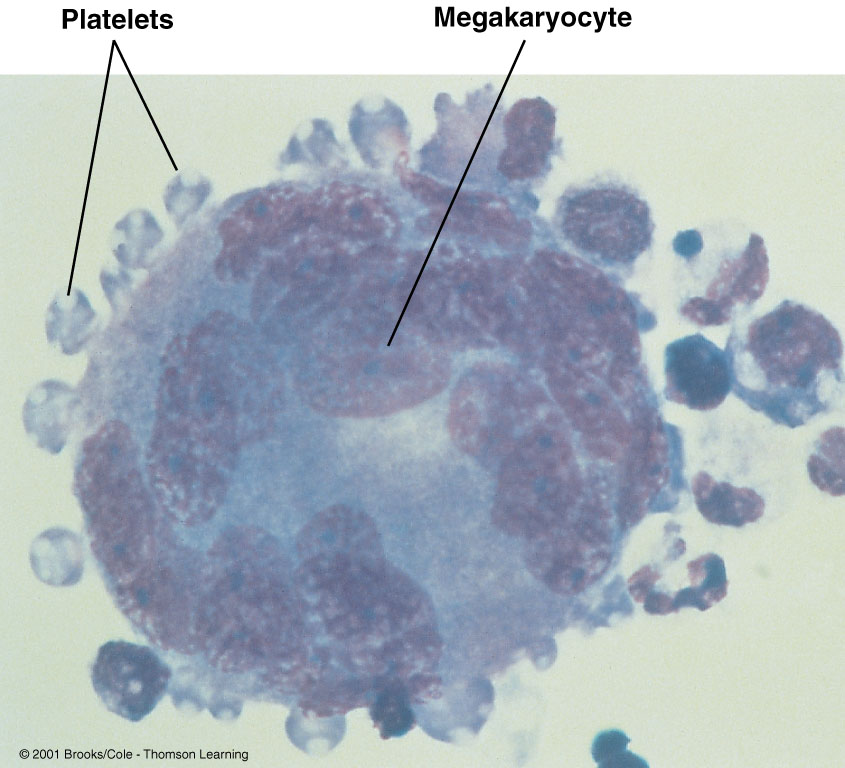 Platelets
Megakaryocyte
© 2001 Brooks/Cole - Thomson Learning